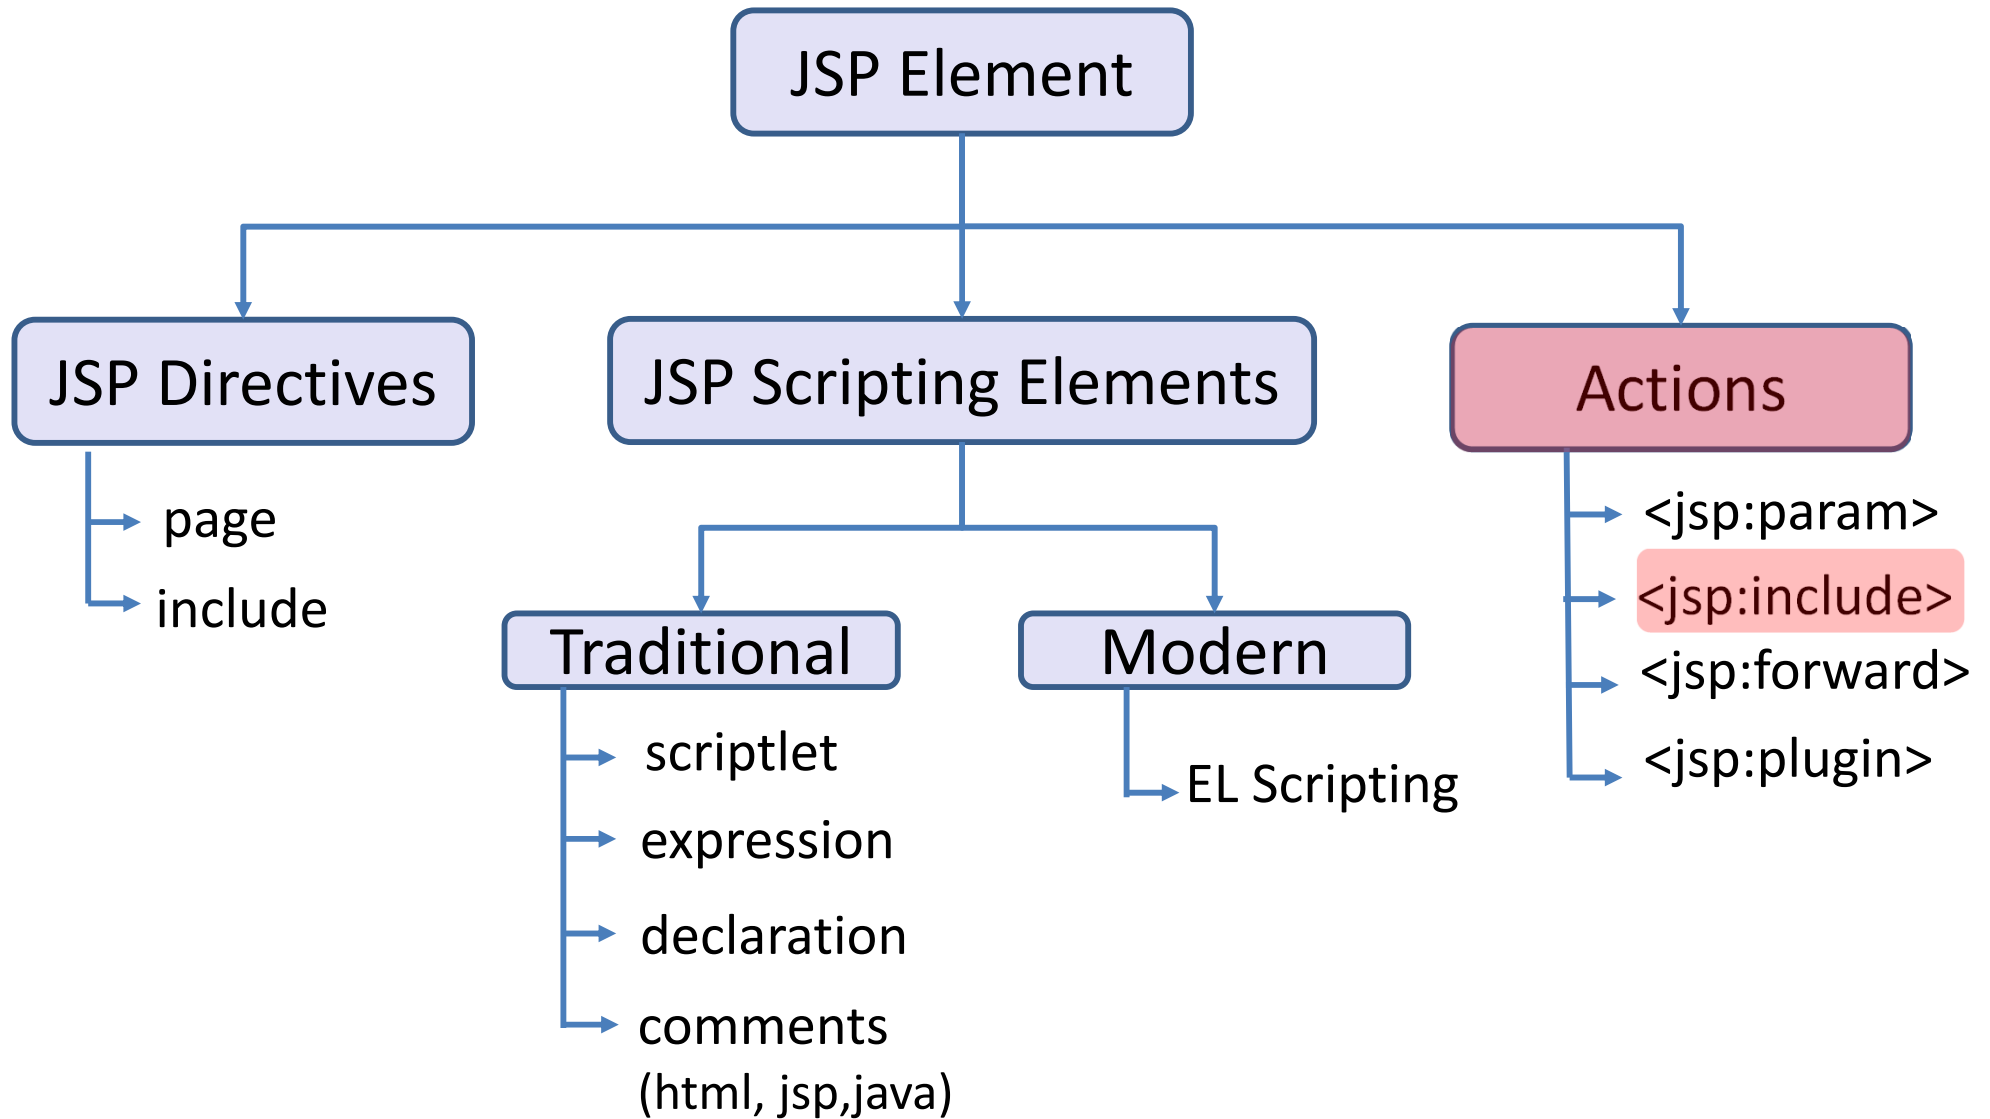 JSP Element
JSP Directives
page
include
JSP Scripting Elements
Traditional
scriptlet
expression
declaration
comments
(html, jsp,java)
Modern
EL Scripting
Actions
<jsp:param>
<jsp:include>
<jsp:forward>
<jsp:plugin>